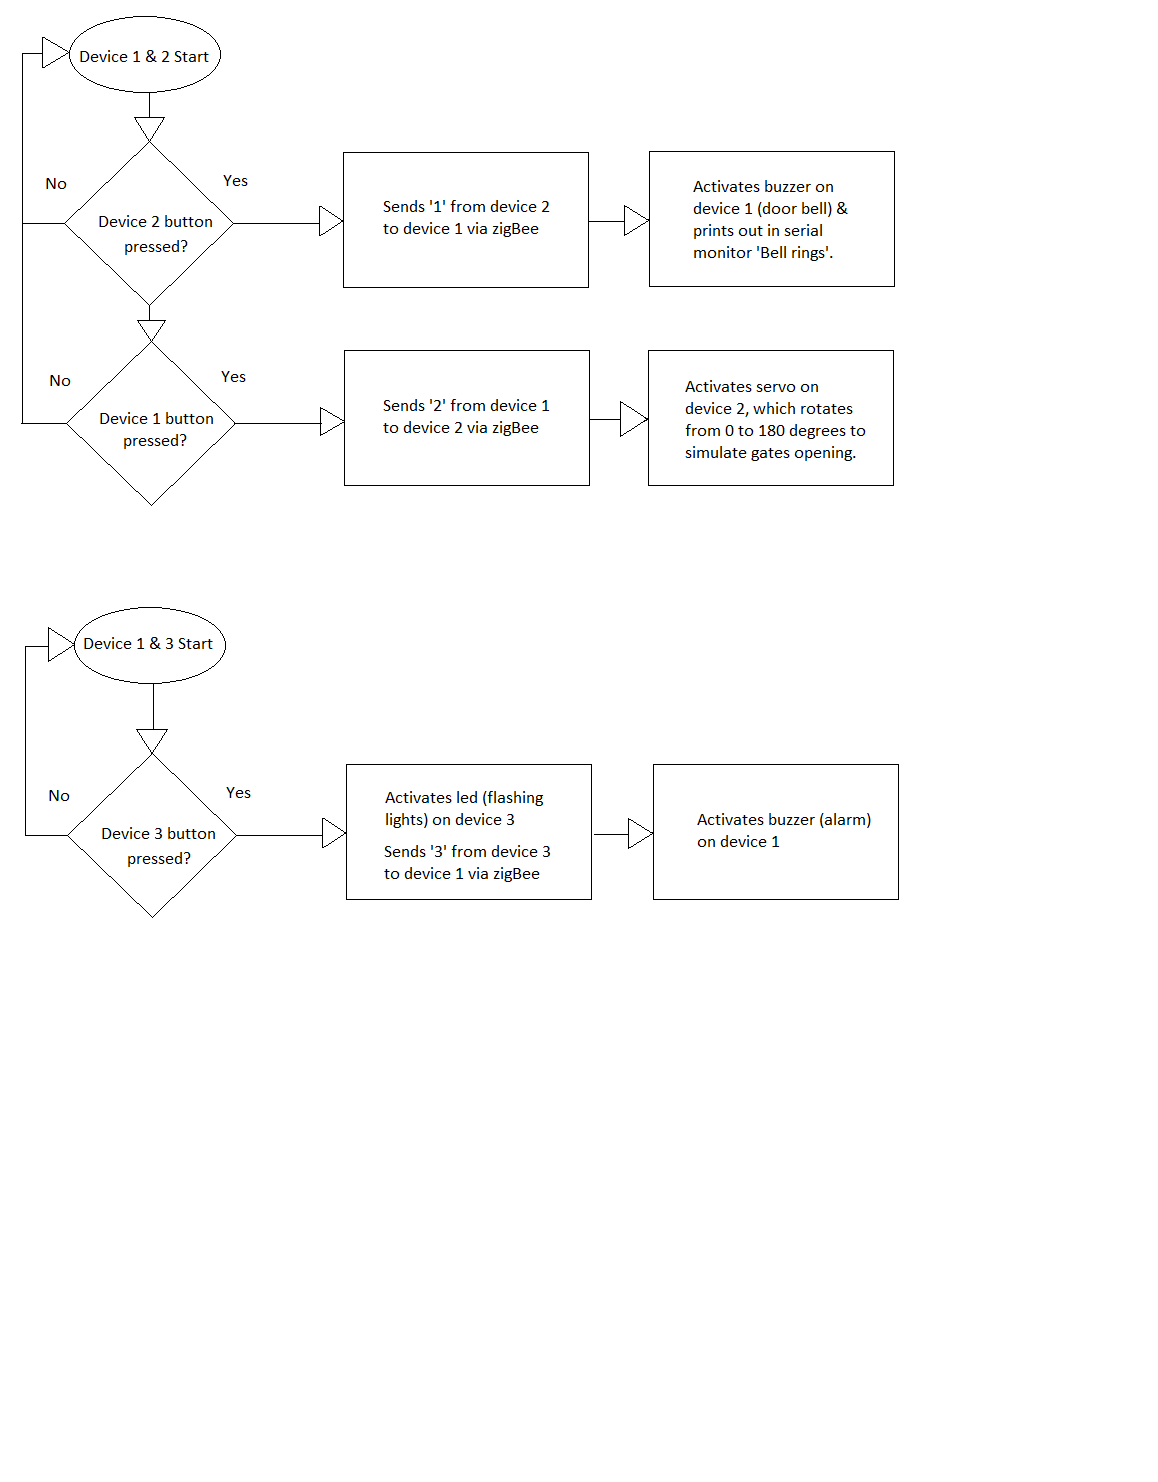 Device 1 & 2 Start
No
Yes
Device 2 button
pressed?
Sends '1' from device 2
to device 1 via zigBee
Activates buzzer on
device 1 (door bell) &
prints out in serial
monitor 'Bell rings'.
No
Yes
Device 1 button
pressed?
Sends '2' from device 1
to device 2 via zigBee
Activates servo on
device 2, which rotates
from 0 to 180 degrees to
simulate gates opening.
Device 1 & 3 Start
No
Yes
Device 3 button
pressed?
Activates led (flashing
lights) on device 3
Sends '3' from device 3
to device 1 via zigBee
Activates buzzer (alarm)
on device 1